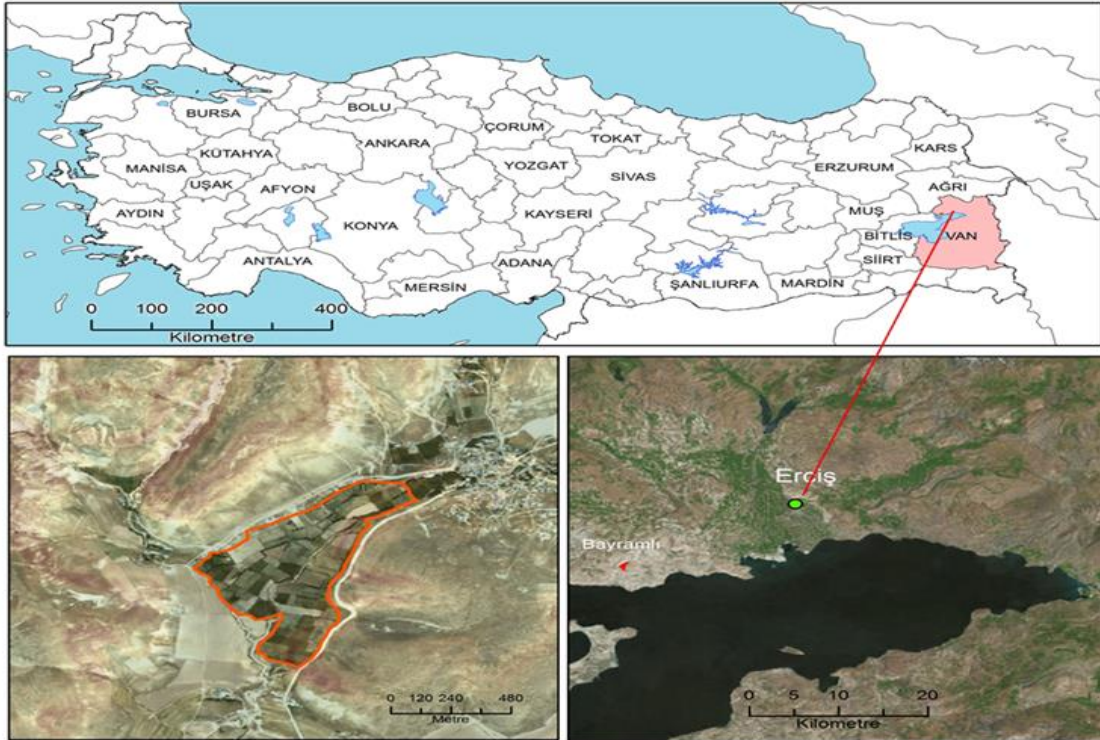 BURSA
BOLU
ÇORUM
TOKAT
KARS
ANKARA
ERZURUM
KÜTAHYA
YOZGAT
MANİSA
SİVAS
UŞAK
AFYON
AĞRI
AYDIN
KONYA
KAYSERİ
MUŞ
BİTLİS
VAN
SİİRT
ANTALYA
ADANA
MERSİN
ŞANLIURFA
MARDİN
0 100 200 400
Kilometre
Erciş
Bayramlı
0 120 240 480
Metre
0 5 10 20
Kilometre